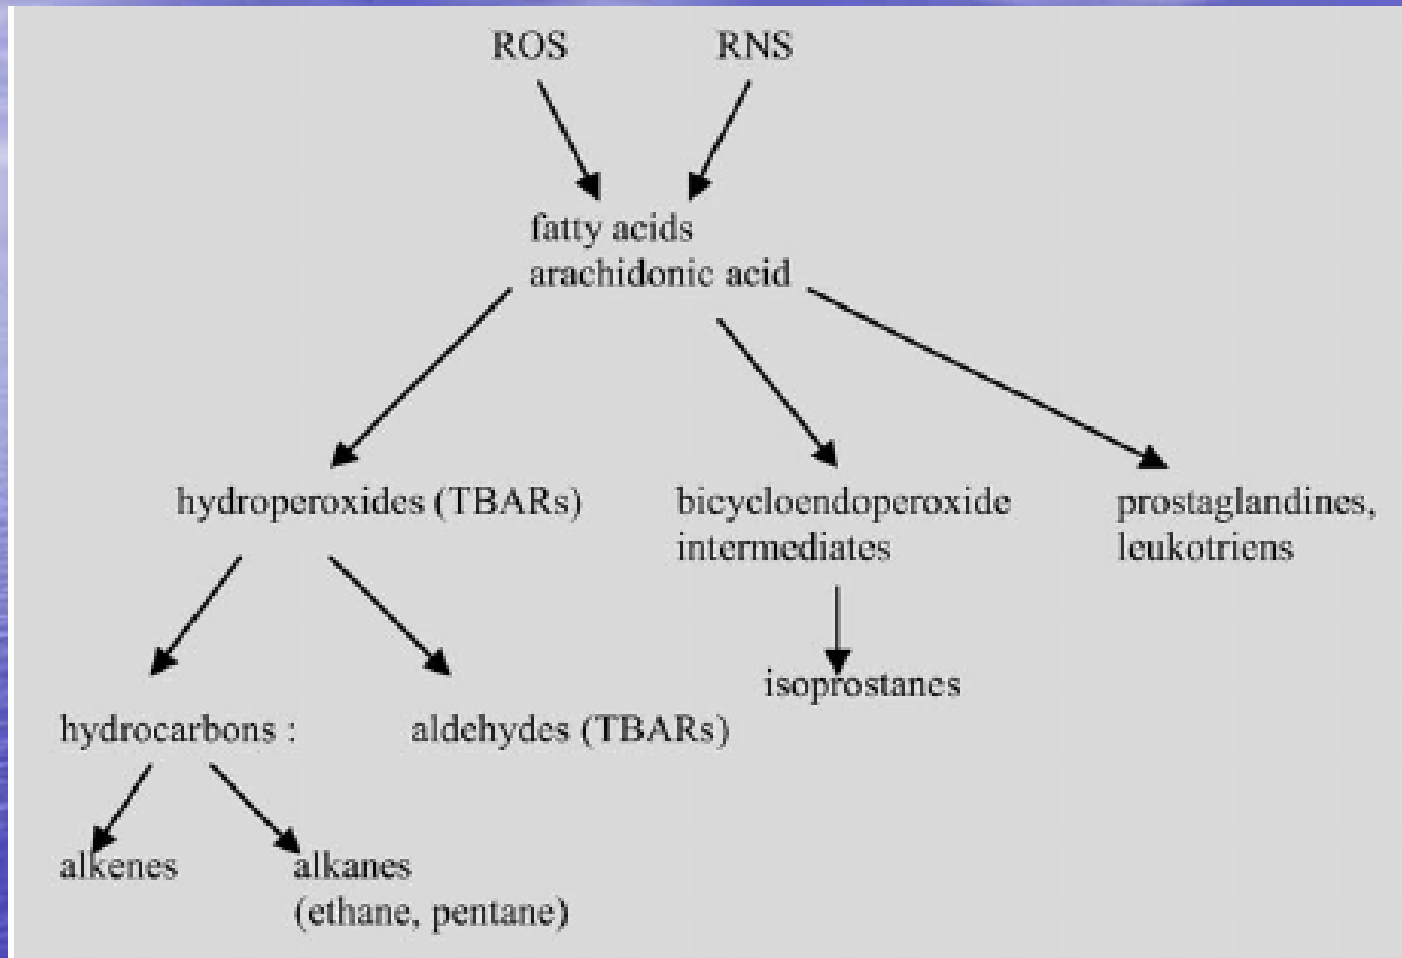 ROS RNS
fatty acids
arachidonic acid
hydroperoxides (TBARs)
bicycloendoperoxide
intermediates
prostaglandines,
leukotriens
isoprostanes
hydrocarbons :
aldehydes (TBARs)
alkenes
alkanes
(ethane, pentane)